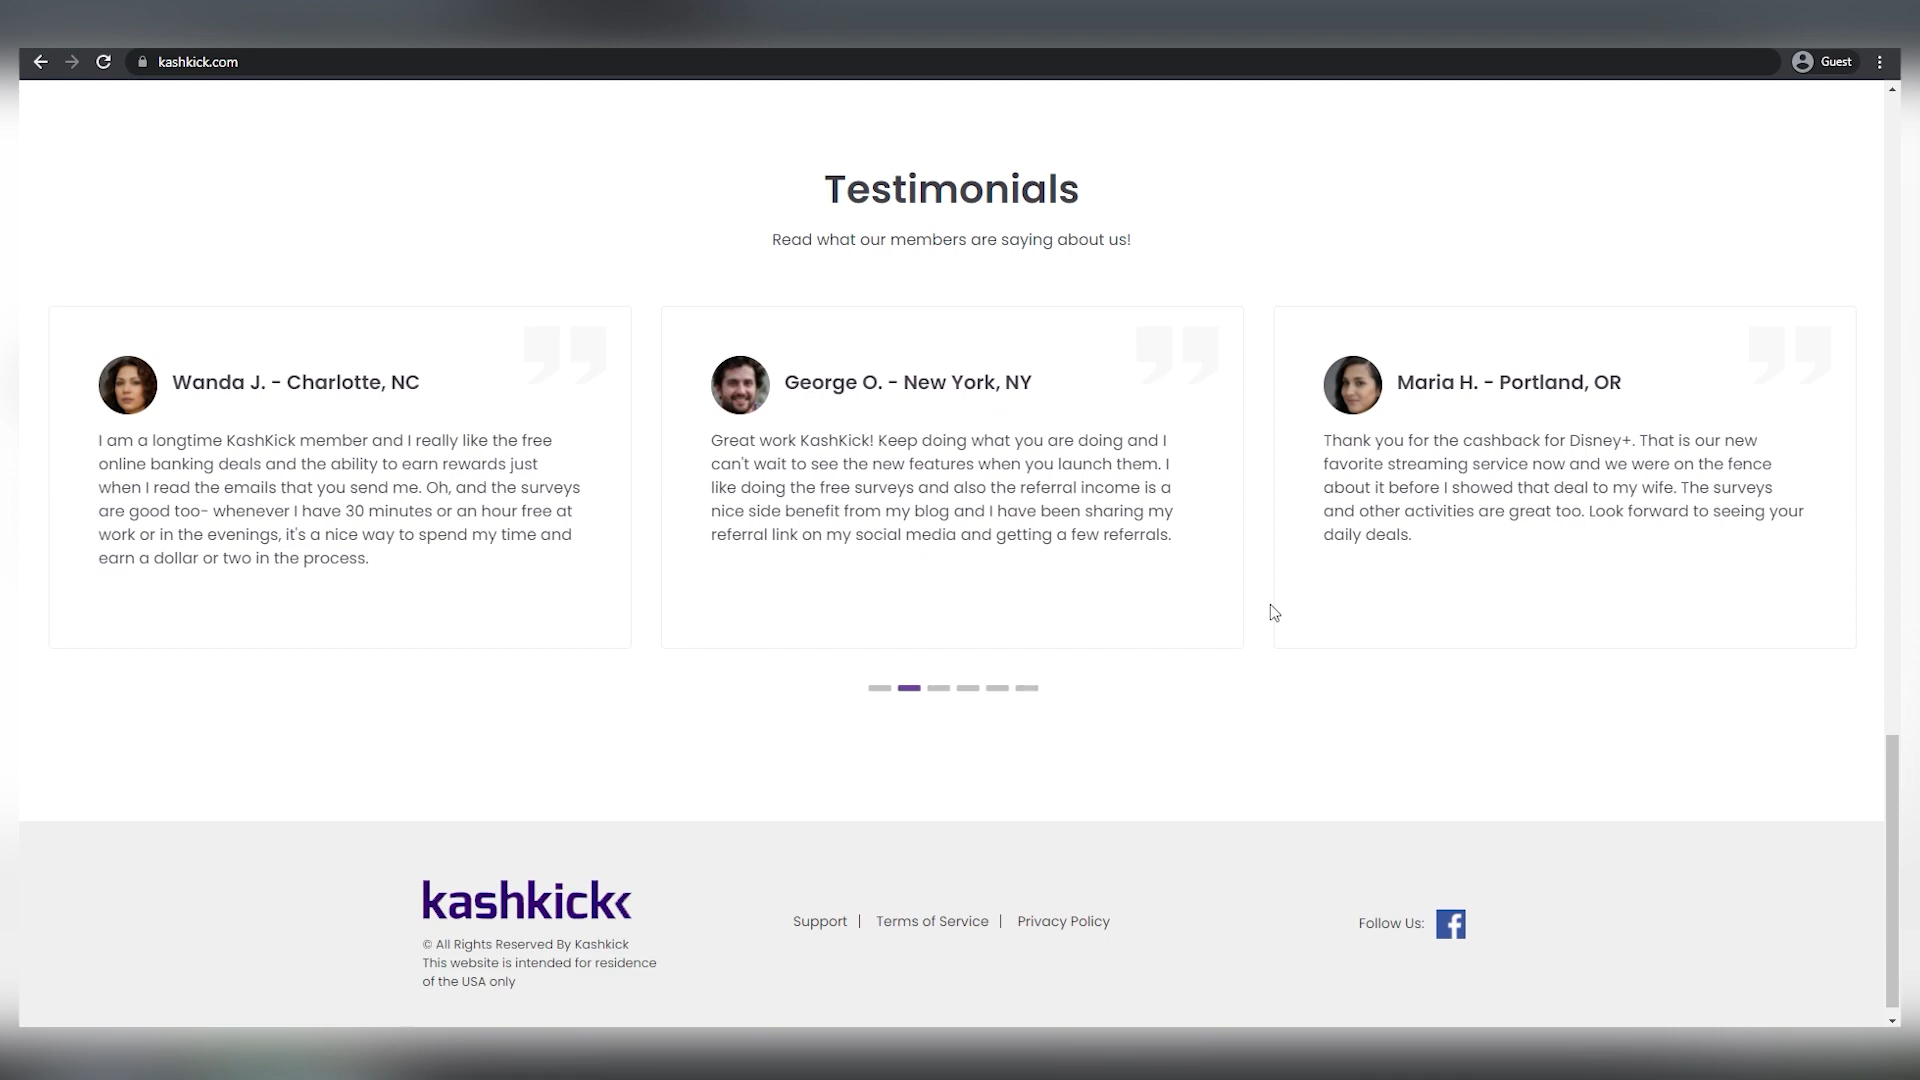 kashkick.com
Guest
Testimonials
Read what our members are saying about us!
Wanda J. - Charlotte, NC
I am a longtime KashKick member and I really like the free
online banking deals and the ability to earn rewards just
when I read the emails that you send me. Oh, and the surveys
are good too- whenever I have 30 minutes or an hour free at
work or in the evenings, it's a nice way to spend my time and
earn a dollar or two in the process.
George O. - New York, NY
Great work KashKick! Keep doing what you are doing and I
can't wait to see the new features when you launch them. I
like doing the free surveys and also the referral income is a
nice side benefit from my blog and I have been sharing my
referral link on my social media and getting a few referrals.
Maria H. - Portland, OR
Thank you for the cashback for Disney+. That is our new
favorite streaming service now and we were on the fence
about it before I showed that deal to my wife. The surveys
and other activities are great too. Look forward to seeing your
daily deals.
kashkick
© All Rights Reserved By Kashkick
This website is intended for residence
of the USA only
Support | Terms of Service | Privacy Policy
Follow Us: